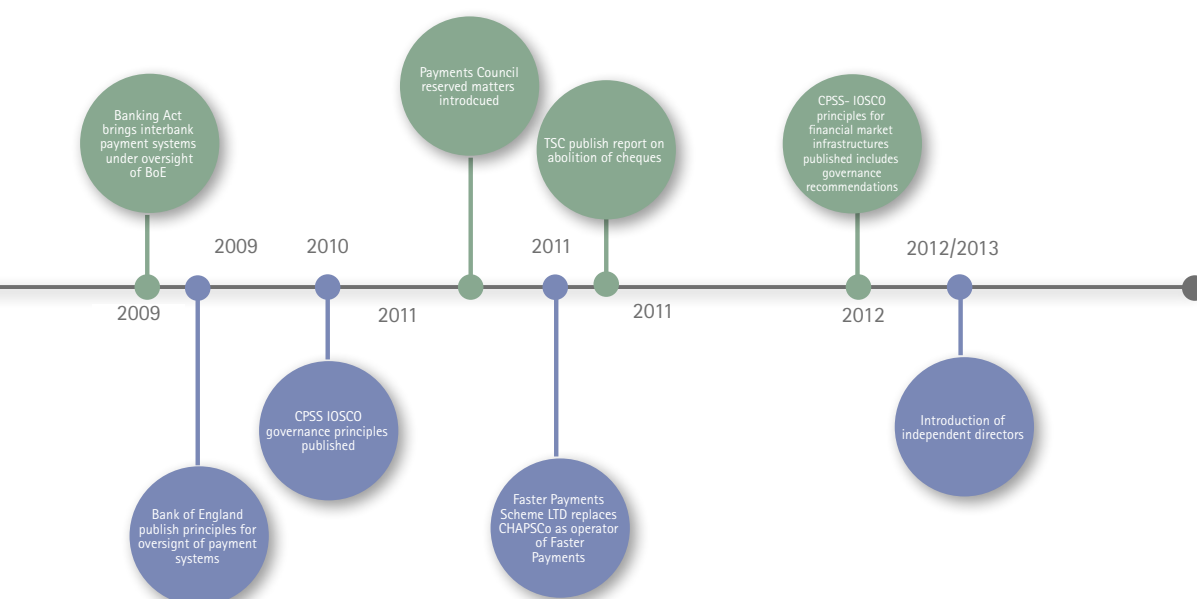 Banking Act
brings interbank
payment systems
under oversight
of BoE
2009
2009
Bank of England
publish principles for
oversignt of payment
systems
2010
CPSS IOSCO
governance principles
published
Payments Council
reserved matters
introdcued
2011
2011
Faster Payments
Scheme LTD replaces
CHAPSCo as operator
of Faster
Payments
TSC publish report on
abolition of cheques
2011
CPSS- IOSCO
principles for
financial market
infrastructures
published includes
governance
recommendations
2012
2012/2013
Introduction of
independent directors